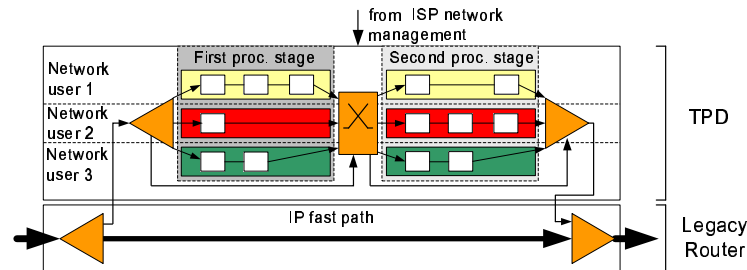 from ISP network
management
First proc. stage
Second proc. stage
Network
user 1
Network
user 2
Network
user 3
TPD
IP fast path
Legacy
Router